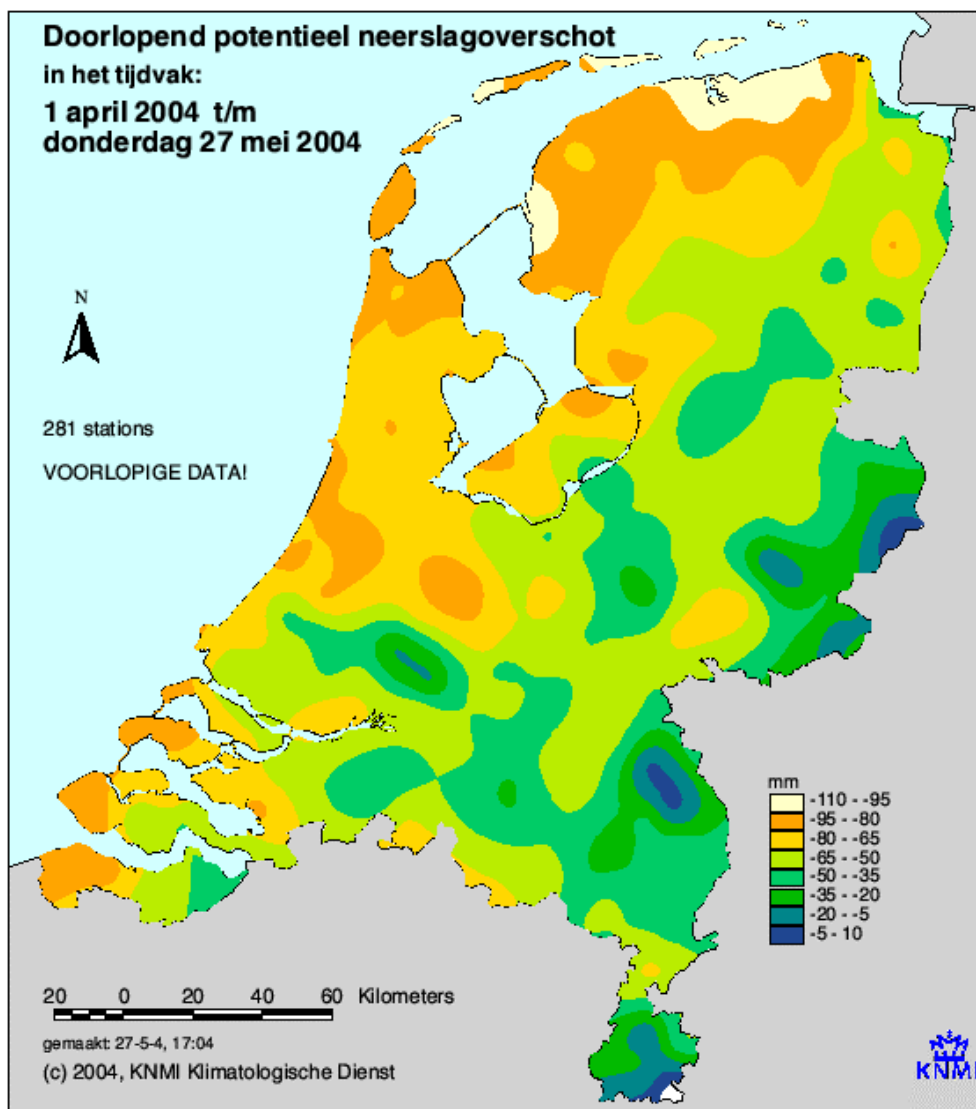 Doorlopend potentieel neerslagoverschot
in het tijdvak:
1 april 2004 t/m
donderdag 27 mei 2004
N
281 stations
VOORLOPIGE DATA!
mm
-110 - -95
-95 - -80
-80 - -65
-65 - -50
-50 - -35
-35 - -20
-20 - -5
-5 - 10
20 0 20 40 60 Kilometers
gemaakt: 27-5-4, 17:04
(c) 2004, KNMI Klimatologische Dienst
KNMI